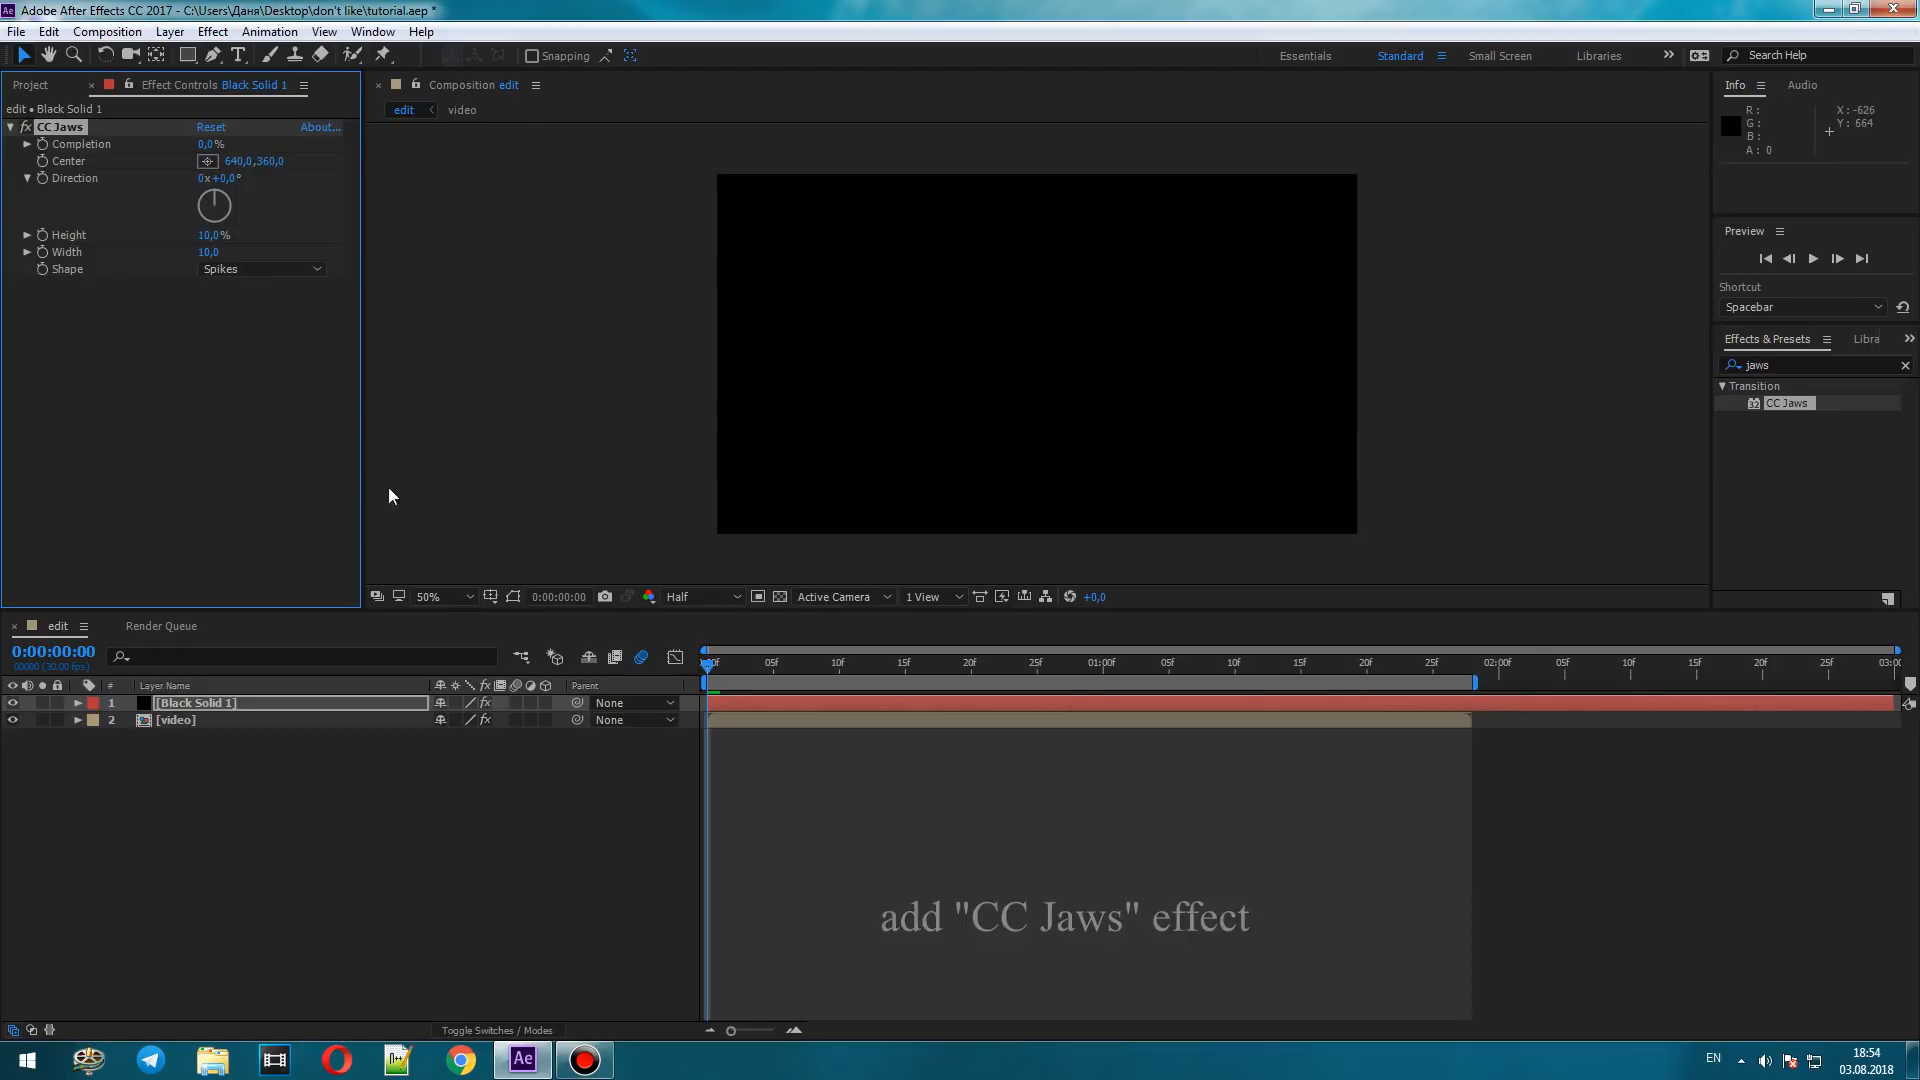 Adobe After Effects CC 2017 - C:\Users\Даня\Desktop\don't like\tutorial.aep *
File Edit Composition Layer Effect Animation View Window Help
Snapping
Essentials Standard Small Screen Libraries Search Help
Project Effect Controls Black Solid 1
edit • Black Solid 1
fx CC Jaws Reset About...
Completion 0,0%
Center 640,0,360,0
Direction 0x+0,0°
Height 10,0%
Width 10,0
Shape Spikes
Composition edit
edit video
Info Audio
R: X: -626
G: Y: 664
B:
A: 0
Preview
Shortcut
Spacebar
Effects & Presets Libra
jaws
Transition
32 CC Jaws
50% 0:00:00:00 Half Active Camera 1 View +0,0
edit Render Queue
0:00:00:00
00000 (30.00 fps)
05f 10f 15f 20f 25f 01:00f 05f 10f 15f 20f 25f 02:00f 05f 10f 15f 20f 25f
# Layer Name fx Parent
1 [Black Solid 1] fx None
2 [video] fx None
add "CC Jaws" effect
Toggle Switches / Modes
Ae
EN 18:54
03.08.2018